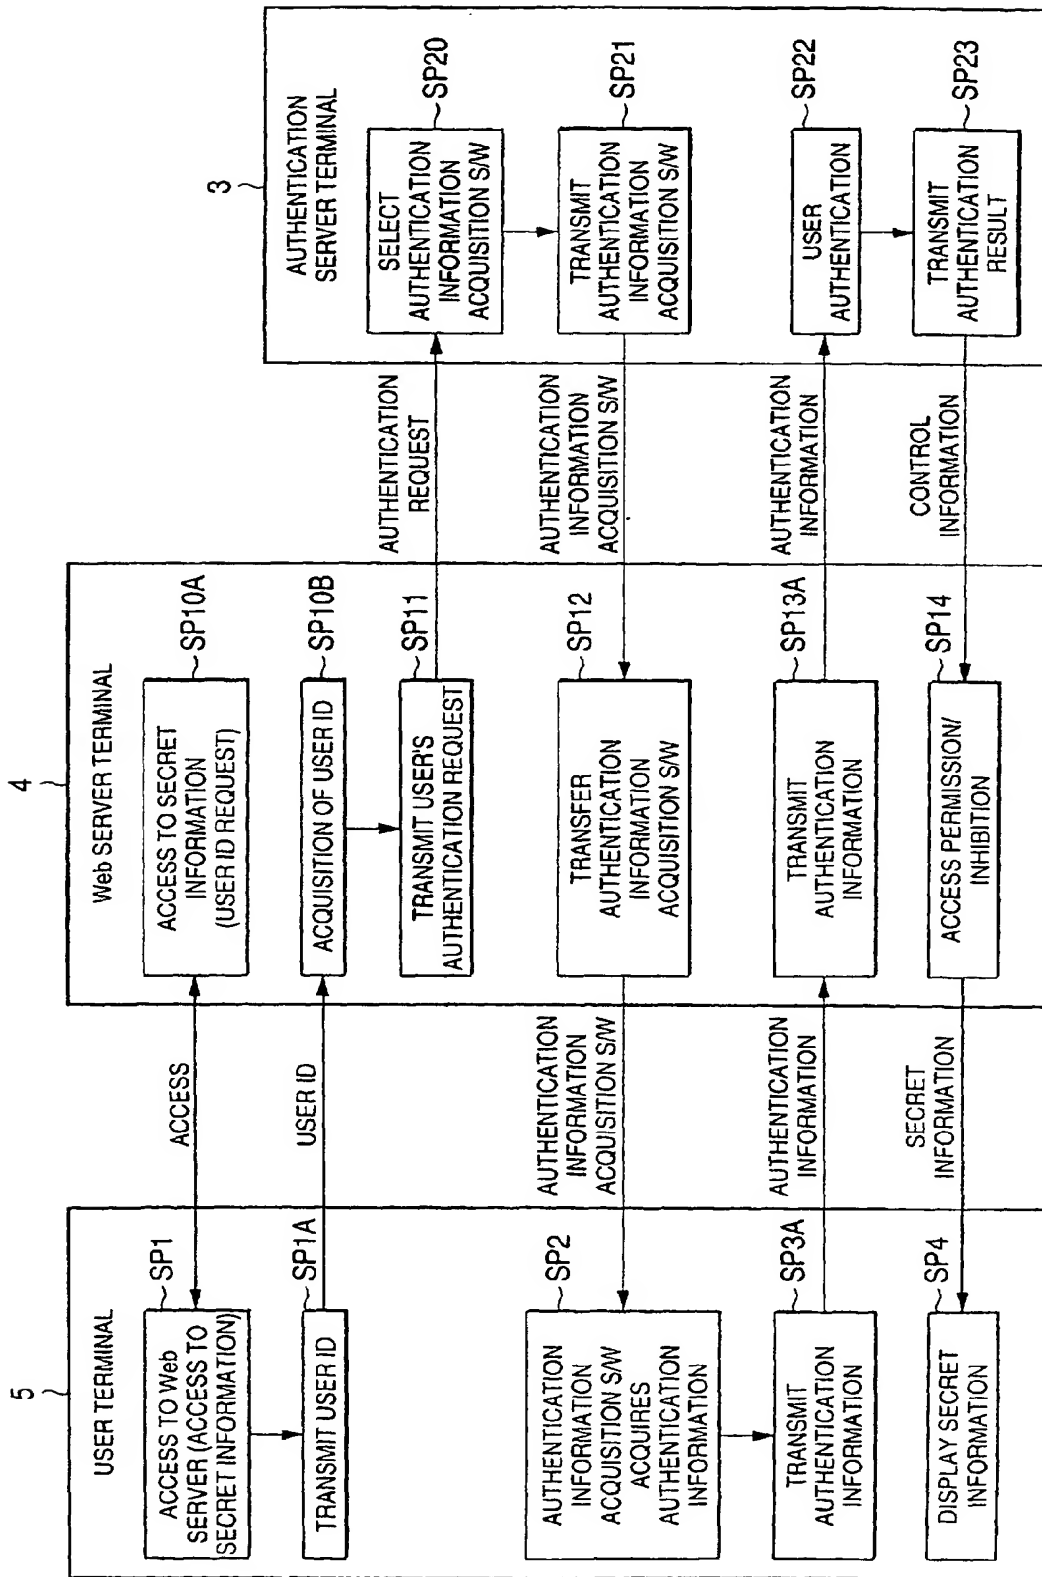 5
USER TERMINAL
ACCESS TO Web
SERVER (ACCESS TO
SECRET INFORMATION)
SP1
TRANSMIT USER ID
SP1A
AUTHENTICATION
INFORMATION
ACQUISITION S/W
ACQUIRES
AUTHENTICATION
INFORMATION
SP2
TRANSMIT
AUTHENTICATION
INFORMATION
SP3A
DISPLAY SECRET
INFORMATION
SP4
ACCESS
USER ID
AUTHENTICATION
INFORMATION
ACQUISITION S/W
AUTHENTICATION
INFORMATION
SECRET
INFORMATION
4
Web SERVER TERMINAL
ACCESS TO SECRET
INFORMATION
(USER ID REQUEST)
SP10A
ACQUISITION OF USER ID
SP10B
TRANSMIT USER'S
AUTHENTICATION REQUEST
SP11
TRANSFER
AUTHENTICATION
INFORMATION
ACQUISITION S/W
SP12
TRANSMIT
AUTHENTICATION
INFORMATION
SP13A
ACCESS PERMISSION/
INHIBITION
SP14
AUTHENTICATION
REQUEST
AUTHENTICATION
INFORMATION
ACQUISITION S/W
AUTHENTICATION
INFORMATION
CONTROL
INFORMATION
3
AUTHENTICATION
SERVER TERMINAL
SELECT
AUTHENTICATION
INFORMATION
ACQUISITION S/W
SP20
TRANSMIT
AUTHENTICATION
INFORMATION
ACQUISITION S/W
SP21
USER
AUTHENTICATION
SP22
TRANSMIT
AUTHENTICATION
RESULT
SP23